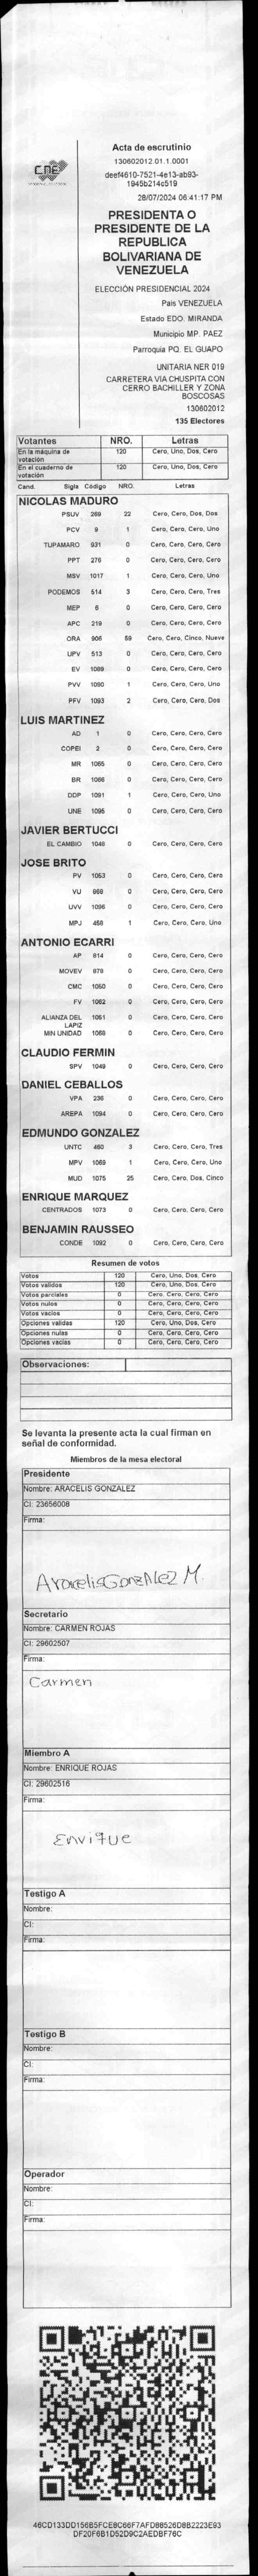 Acta de escrutinio
130602012.01.1.0001
deef4610-7521-4e13-ab93-
1945b214c519
28/07/2024 06:41:17 PM
CNE
PRESIDENTA O
PRESIDENTE DE LA
REPUBLICA
BOLIVARIANA DE
VENEZUELA
ELECCIÓN PRESIDENCIAL 2024
Pais VENEZUELA
Estado EDO. MIRANDA
Municipio MP. PAEZ
Parroquia PQ. EL GUAPO
UNITARIA NER 019
CARRETERA VIA CHUSPITA CON
CERRO BACHILLER Y ZONA
BOSCOSAS
130602012
135 Electores
Votantes NRO. Letras
En la máquina de votación 120 Cero, Uno, Dos, Cero
En el cuaderno de votación 120 Cero, Uno, Dos, Cero
Cand. Sigla Codigo NRO. Letras
NICOLAS MADURO
PSUV 269 22 Cero, Cero, Dos, Dos
PCV 9 1 Cero, Cero, Cero, Uno
TUPAMARO 931 0 Cero, Cero, Cero, Cero
PPT 276 0 Cero, Cero, Cero, Cero
MSV 1017 1 Cero, Cero, Cero, Uno
PODEMOS 514 3 Cero, Cero, Cero, Tres
MEP 6 0 Cero, Cero, Cero, Cero
APC 219 0 Cero, Cero, Cero, Cero
ORA 906 59 Cero, Cero, Cinco, Nueve
UPV 513 0 Cero, Cero, Cero, Cero
EV 1089 0 Cero, Cero, Cero, Cero
PVV 1080 1 Cero, Cero, Cero, Uno
PFV 1093 2 Cero, Cero, Cero, Dos
LUIS MARTINEZ
AD 1 0 Cero, Cero, Cero, Cero
COPEI 2 0 Cero, Cero, Cero, Cero
MR 1065 0 Cero, Cero, Cero, Cero
BR 1066 0 Cero, Cero, Cero, Cero
DDP 1091 1 Cero, Cero, Cero, Uno
UNE 1095 0 Cero, Cero, Cero, Cero
JAVIER BERTUCCI
EL CAMBIO 1048 0 Cero, Cero, Cero, Cero
JOSE BRITO
PV 1053 0 Cero, Cero, Cero, Cero
VU 969 0 Cero, Cero, Cero, Cero
UVV 1096 0 Cero, Cero, Cero, Cero
MPJ 458 1 Cero, Cero, Cero, Uno
ANTONIO ECARRI
AP 814 0 Cero, Cero, Cero, Cero
MOVEV 879 0 Cero, Cero, Cero, Cero
CMC 1050 0 Cero, Cero, Cero, Cero
FV 1062 0 Cero, Cero, Cero, Cero
ALIANZA DEL LAPIZ 1051 0 Cero, Cero, Cero, Cero
MIN UNIDAD 1068 0 Cero, Cero, Cero, Cero
CLAUDIO FERMIN
SPV 1049 0 Cero, Cero, Cero, Cero
DANIEL CEBALLOS
VPA 236 0 Cero, Cero, Cero, Cero
AREPA 1094 0 Cero, Cero, Cero, Cero
EDMUNDO GONZALEZ
UNTC 460 3 Cero, Cero, Cero, Tres
MPV 1069 1 Cero, Cero, Cero, Uno
MUD 1075 25 Cero, Cero, Dos, Cinco
ENRIQUE MARQUEZ
CENTRADOS 1073 0 Cero, Cero, Cero, Cero
BENJAMIN RAUSSEO
CONDE 1092 0 Cero, Cero, Cero, Cero
Resumen de votos
Votos 120 Cero, Uno, Dos, Cero
Votos validos 120 Cero, Uno, Dos, Cero
Votos parciales 0 Cero, Cero, Cero, Cero
Votos nulos 0 Cero, Cero, Cero, Cero
Votos vacios 0 Cero, Cero, Cero, Cero
Opciones validas 120 Cero, Uno, Dos, Cero
Opciones nulas 0 Cero, Cero, Cero, Cero
Opciones vacias 0 Cero, Cero, Cero, Cero
Observaciones:
Se levanta la presente acta la cual firman en
señal de conformidad.
Miembros de la mesa electoral
Presidente
Nombre: ARACELIS GONZALEZ
CI: 23656008
Firma:
Aracelis González M.
Secretario
Nombre: CARMEN ROJAS
CI: 29602507
Firma:
Carmen
Miembro A
Nombre: ENRIQUE ROJAS
CI: 29602516
Firma:
Enrique
Testigo A
Nombre:
CI:
Firma:
Testigo B
Nombre:
CI:
Firma:
Operador
Nombre:
CI:
Firma:
46CD133DD156B5FCE8C66F7AFD88526D8B2223E93
DF20F6B1D52D9C2AEDBF76C